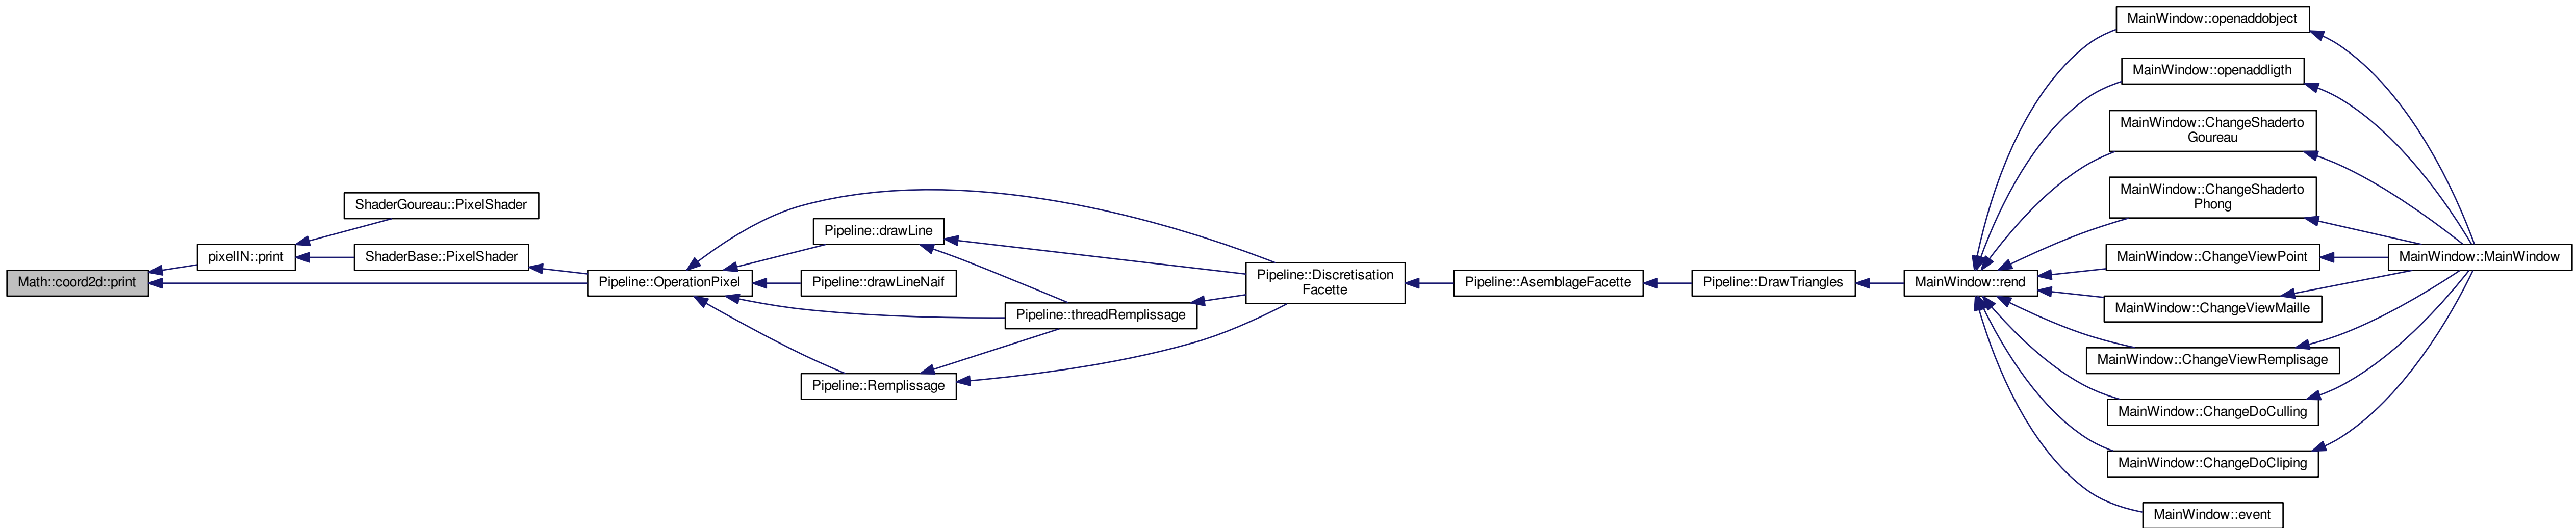 Math::coord2d::print
pixelIN::print
ShaderGoureau::PixelShader
ShaderBase::PixelShader
Pipeline::OperationPixel
Pipeline::drawLine
Pipeline::drawLineNaif
Pipeline::threadRemplissage
Pipeline::Remplissage
Pipeline::Discretisation
Facette
Pipeline::AsemblageFacette
Pipeline::DrawTriangles
MainWindow::rend
MainWindow::openaddobject
MainWindow::openaddligth
MainWindow::ChangeShaderto
Goureau
MainWindow::ChangeShaderto
Phong
MainWindow::ChangeViewPoint
MainWindow::ChangeViewMaille
MainWindow::ChangeViewRemplisage
MainWindow::ChangeDoCulling
MainWindow::ChangeDoCliping
MainWindow::event
MainWindow::MainWindow